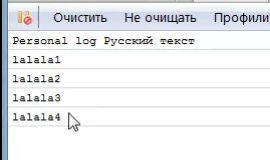 Очистить Не очищать Профили
Personal log Русский текст
lalala1
lalala2
lalala3
lalala4